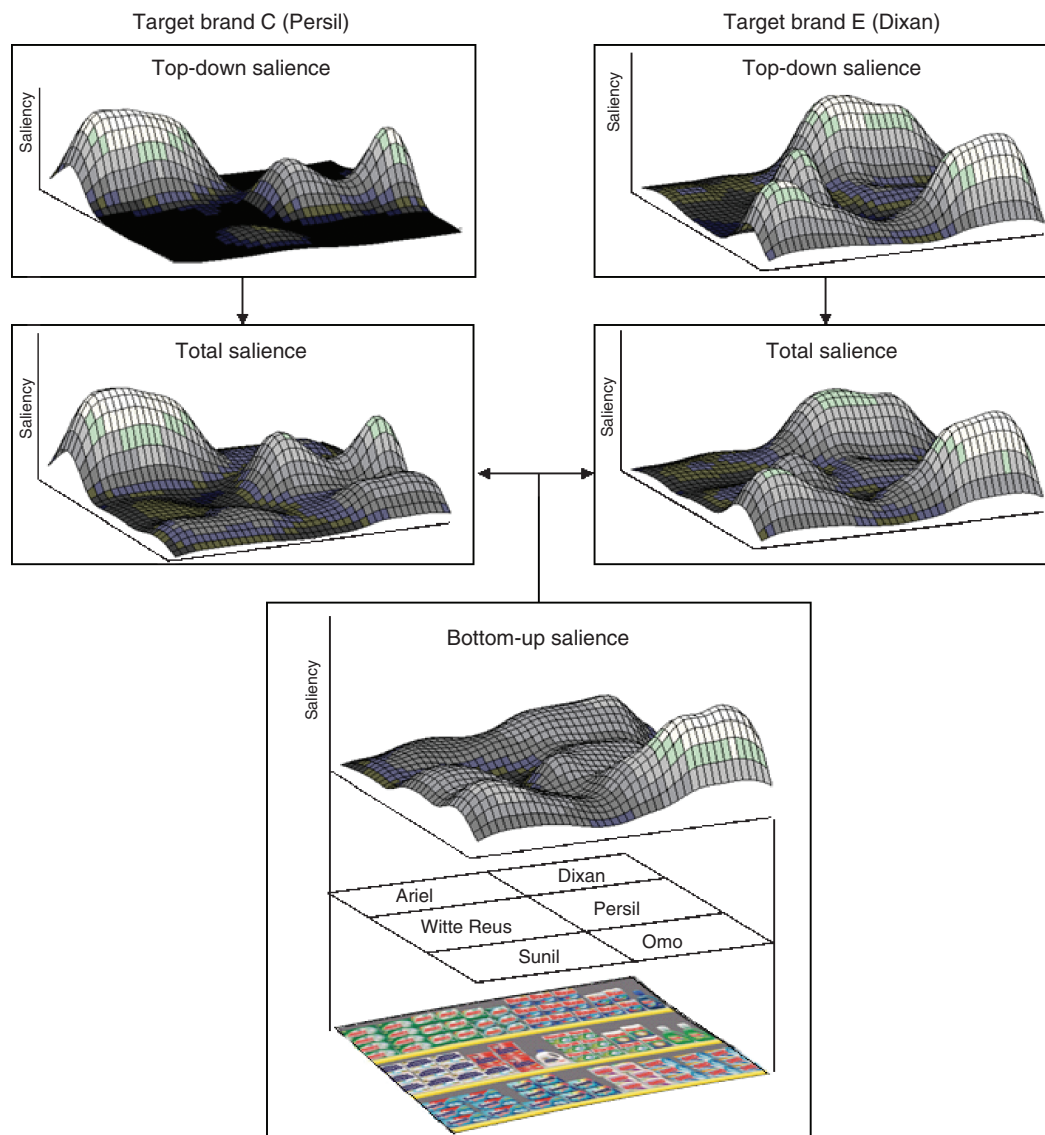 Target brand C (Persil)
Target brand E (Dixan)
Top-down salience
Saliency
Top-down salience
Saliency
Total salience
Saliency
Total salience
Saliency
Bottom-up salience
Saliency
Dixan
Ariel
Persil
Witte Reus
Omo
Sunil